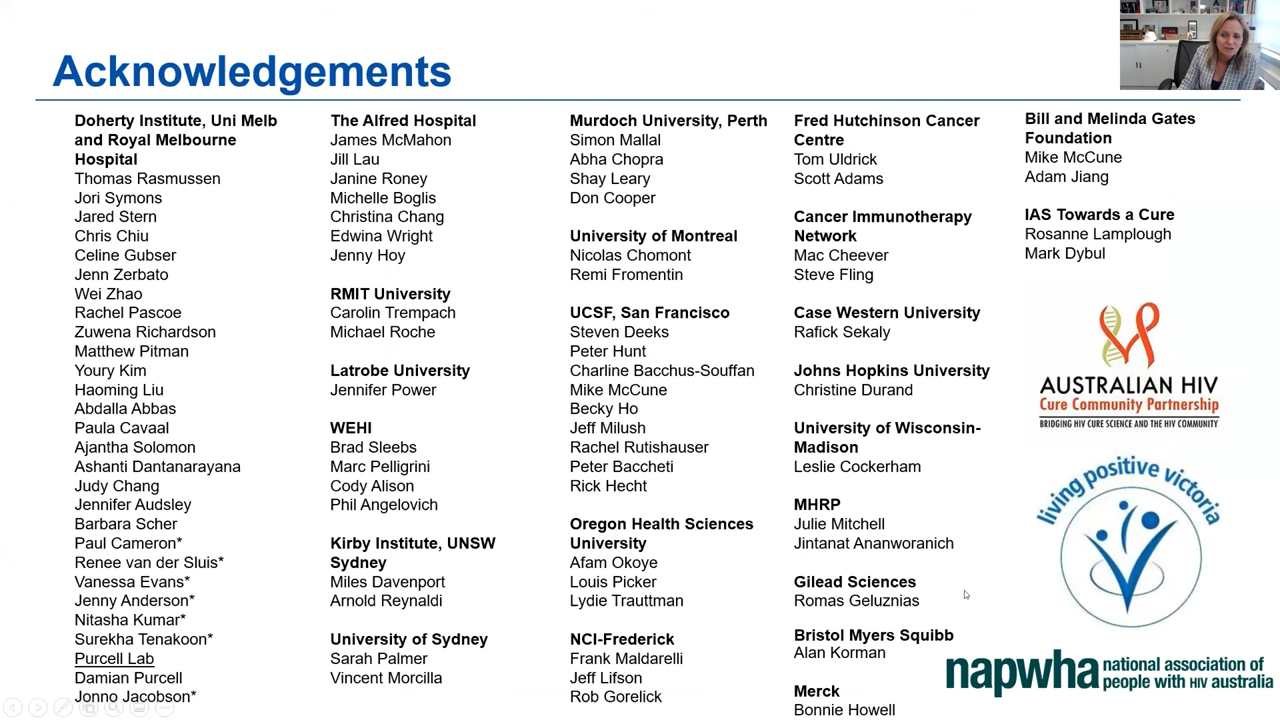 Acknowledgements
Doherty Institute, Uni Melb
and Royal Melbourne
Hospital
Thomas Rasmussen
Jori Symons
Jared Stern
Chris Chiu
Celine Gubser
Jenn Zerbato
Wei Zhao
Rachel Pascoe
Zuwena Richardson
Matthew Pitman
Youry Kim
Haoming Liu
Abdalla Abbas
Paula Cavaal
Ajantha Solomon
Ashanti Dantanarayana
Judy Chang
Jennifer Audsley
Barbara Scher
Paul Cameron*
Renee van der Sluis*
Vanessa Evans*
Jenny Anderson*
Nitasha Kumar*
Surekha Tenakoon*
Purcell Lab
Damian Purcell
Jonno Jacobson*
The Alfred Hospital
James McMahon
Jill Lau
Janine Roney
Michelle Boglis
Christina Chang
Edwina Wright
Jenny Hoy
RMIT University
Carolin Trempach
Michael Roche
Latrobe University
Jennifer Power
WEHI
Brad Sleebs
Marc Pelligrini
Cody Alison
Phil Angelovich
Kirby Institute, UNSW
Sydney
Miles Davenport
Arnold Reynaldi
University of Sydney
Sarah Palmer
Vincent Morcilla
Murdoch University, Perth
Simon Mallal
Abha Chopra
Shay Leary
Don Cooper
University of Montreal
Nicolas Chomont
Remi Fromentin
UCSF, San Francisco
Steven Deeks
Peter Hunt
Charline Bacchus-Souffan
Mike McCune
Becky Ho
Jeff Milush
Rachel Rutishauser
Peter Baccheti
Rick Hecht
Oregon Health Sciences
University
Afam Okoye
Louis Picker
Lydie Trauttman
NCI-Frederick
Frank Maldarelli
Jeff Lifson
Rob Gorelick
Fred Hutchinson Cancer
Centre
Tom Uldrick
Scott Adams
Cancer Immunotherapy
Network
Mac Cheever
Steve Fling
Case Western University
Rafick Sekaly
Johns Hopkins University
Christine Durand
University of Wisconsin-
Madison
Leslie Cockerham
MHRP
Julie Mitchell
Jintanat Ananworanich
Gilead Sciences
Romas Geluznias
Bristol Myers Squibb
Alan Korman
Merck
Bonnie Howell
Bill and Melinda Gates
Foundation
Mike McCune
Adam Jiang
IAS Towards a Cure
Rosanne Lamplough
Mark Dybul
AUSTRALIAN HIV
Cure Community Partnership
BRIDGING HIV CURE SCIENCE AND THE HIV COMMUNITY
living positive victoria
napwha national association of
people with HIV australia